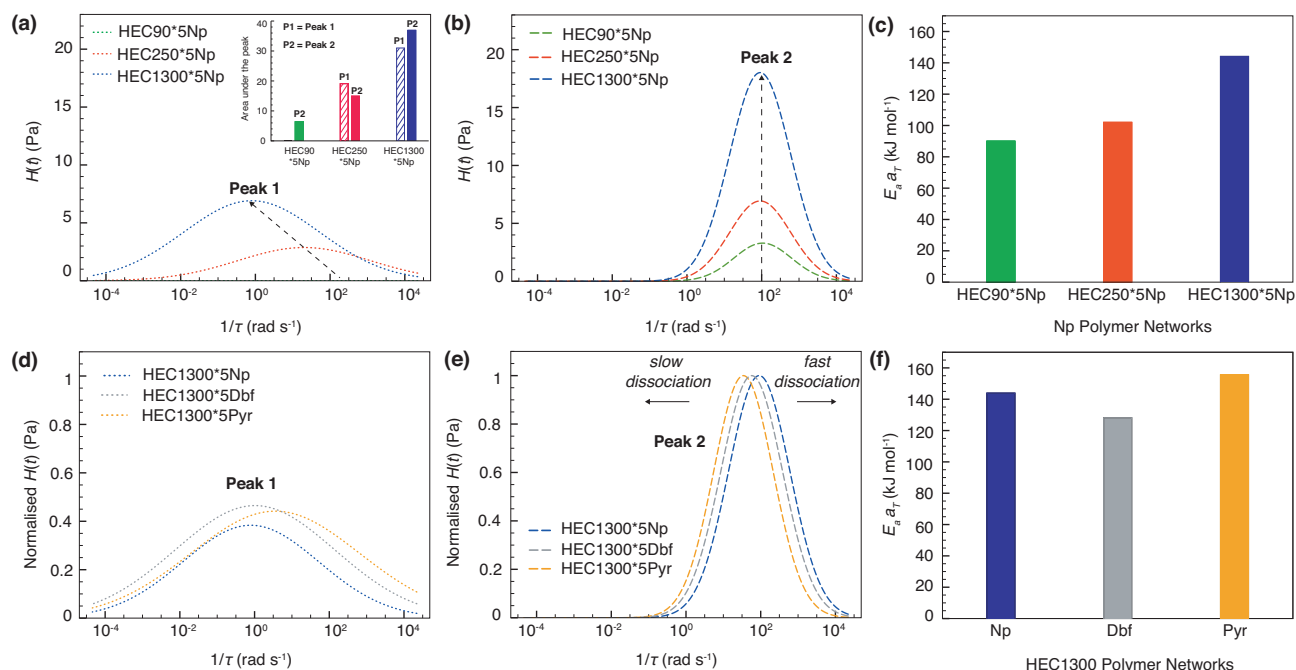 (a)
HEC90*5Np
HEC250*5Np
HEC1300*5Np
P1 = Peak 1
P2 = Peak 2
Area under the peak
40
30
20
10
0
P2
P1
P2
P1
P2
HEC90
*5Np
HEC250
*5Np
HEC1300
*5Np
Peak 1
H(t) (Pa)
20
15
10
5
0
10⁻⁴
10⁻²
10⁰
10²
10⁴
1/τ (rad s⁻¹)
(b)
HEC90*5Np
HEC250*5Np
HEC1300*5Np
Peak 2
H(t) (Pa)
20
15
10
5
0
10⁻⁴
10⁻²
10⁰
10²
10⁴
1/τ (rad s⁻¹)
(c)
Eₐ a_T (kJ mol⁻¹)
160
140
120
100
80
60
40
20
0
HEC90*5Np
HEC250*5Np
HEC1300*5Np
Np Polymer Networks
(d)
HEC1300*5Np
HEC1300*5Dbf
HEC1300*5Pyr
Peak 1
Normalised H(t) (Pa)
1
0.8
0.6
0.4
0.2
0
10⁻⁴
10⁻²
10⁰
10²
10⁴
1/τ (rad s⁻¹)
(e)
slow
dissociation
fast
dissociation
Peak 2
HEC1300*5Np
HEC1300*5Dbf
HEC1300*5Pyr
Normalised H(t) (Pa)
1
0.8
0.6
0.4
0.2
0
10⁻⁴
10⁻²
10⁰
10²
10⁴
1/τ (rad s⁻¹)
(f)
Eₐ a_T (kJ mol⁻¹)
160
140
120
100
80
60
40
20
0
Np
Dbf
Pyr
HEC1300 Polymer Networks